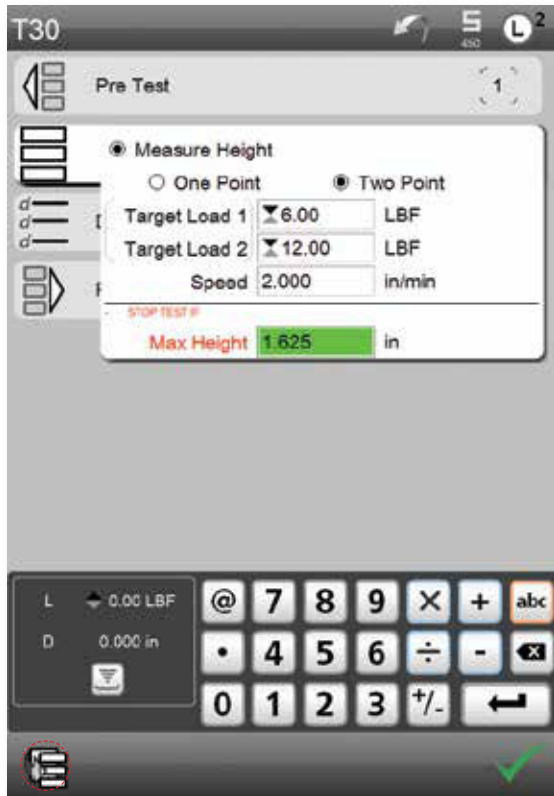 T30
5
450
L 2
Pre Test
1
Measure Height
One Point Two Point
Target Load 1 6.00 LBF
Target Load 2 12.00 LBF
Speed 2.000 in/min
STOP TEST IF
Max Height 1.625 in
d
d
d
L 0.00 LBF
D 0.000 in
@ 7 8 9 × + abc
. 4 5 6 ÷ -
0 1 2 3 +/-